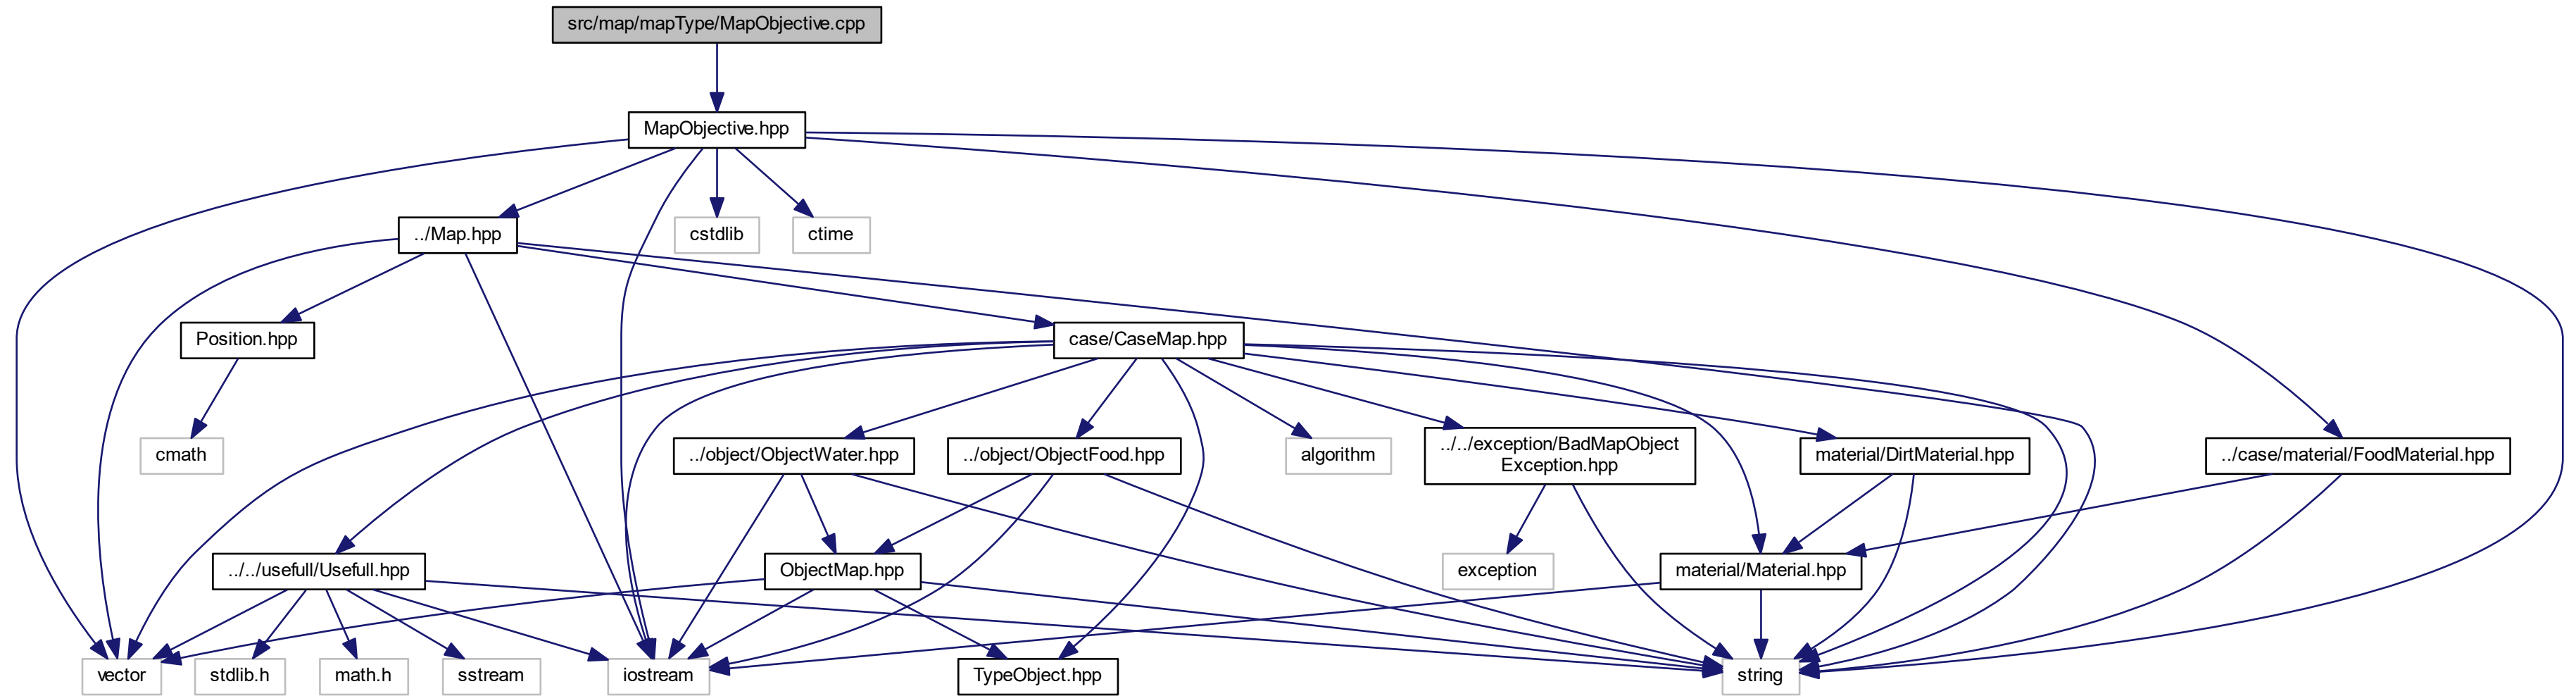 src/map/mapType/MapObjective.cpp
MapObjective.hpp
../Map.hpp
cstdlib
ctime
Position.hpp
case/CaseMap.hpp
cmath
../object/ObjectWater.hpp
../object/ObjectFood.hpp
algorithm
../../exception/BadMapObject
Exception.hpp
material/DirtMaterial.hpp
../case/material/FoodMaterial.hpp
../../usefull/Usefull.hpp
ObjectMap.hpp
exception
material/Material.hpp
vector
stdlib.h
math.h
sstream
iostream
TypeObject.hpp
string